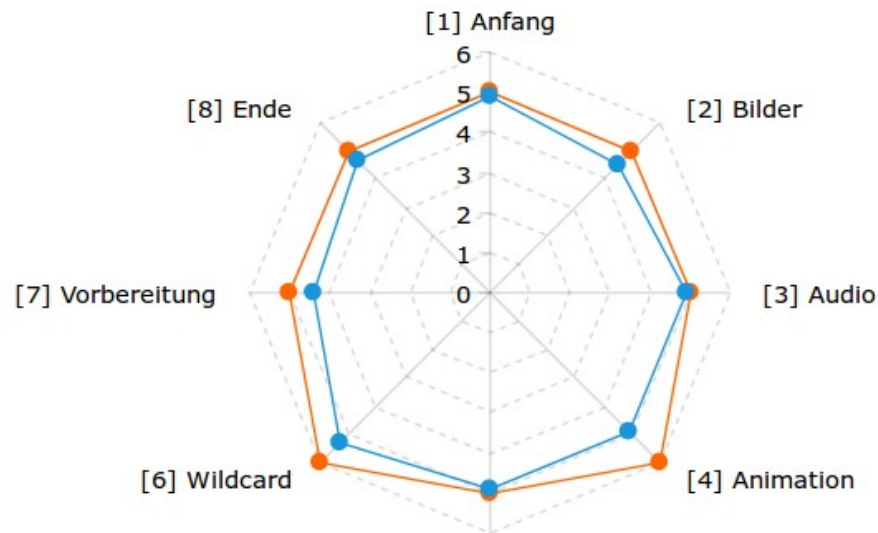 [1] Anfang
6
[8] Ende
5
[2] Bilder
4
3
2
1
[7] Vorbereitung
0
[3] Audio
[6] Wildcard
[4] Animation